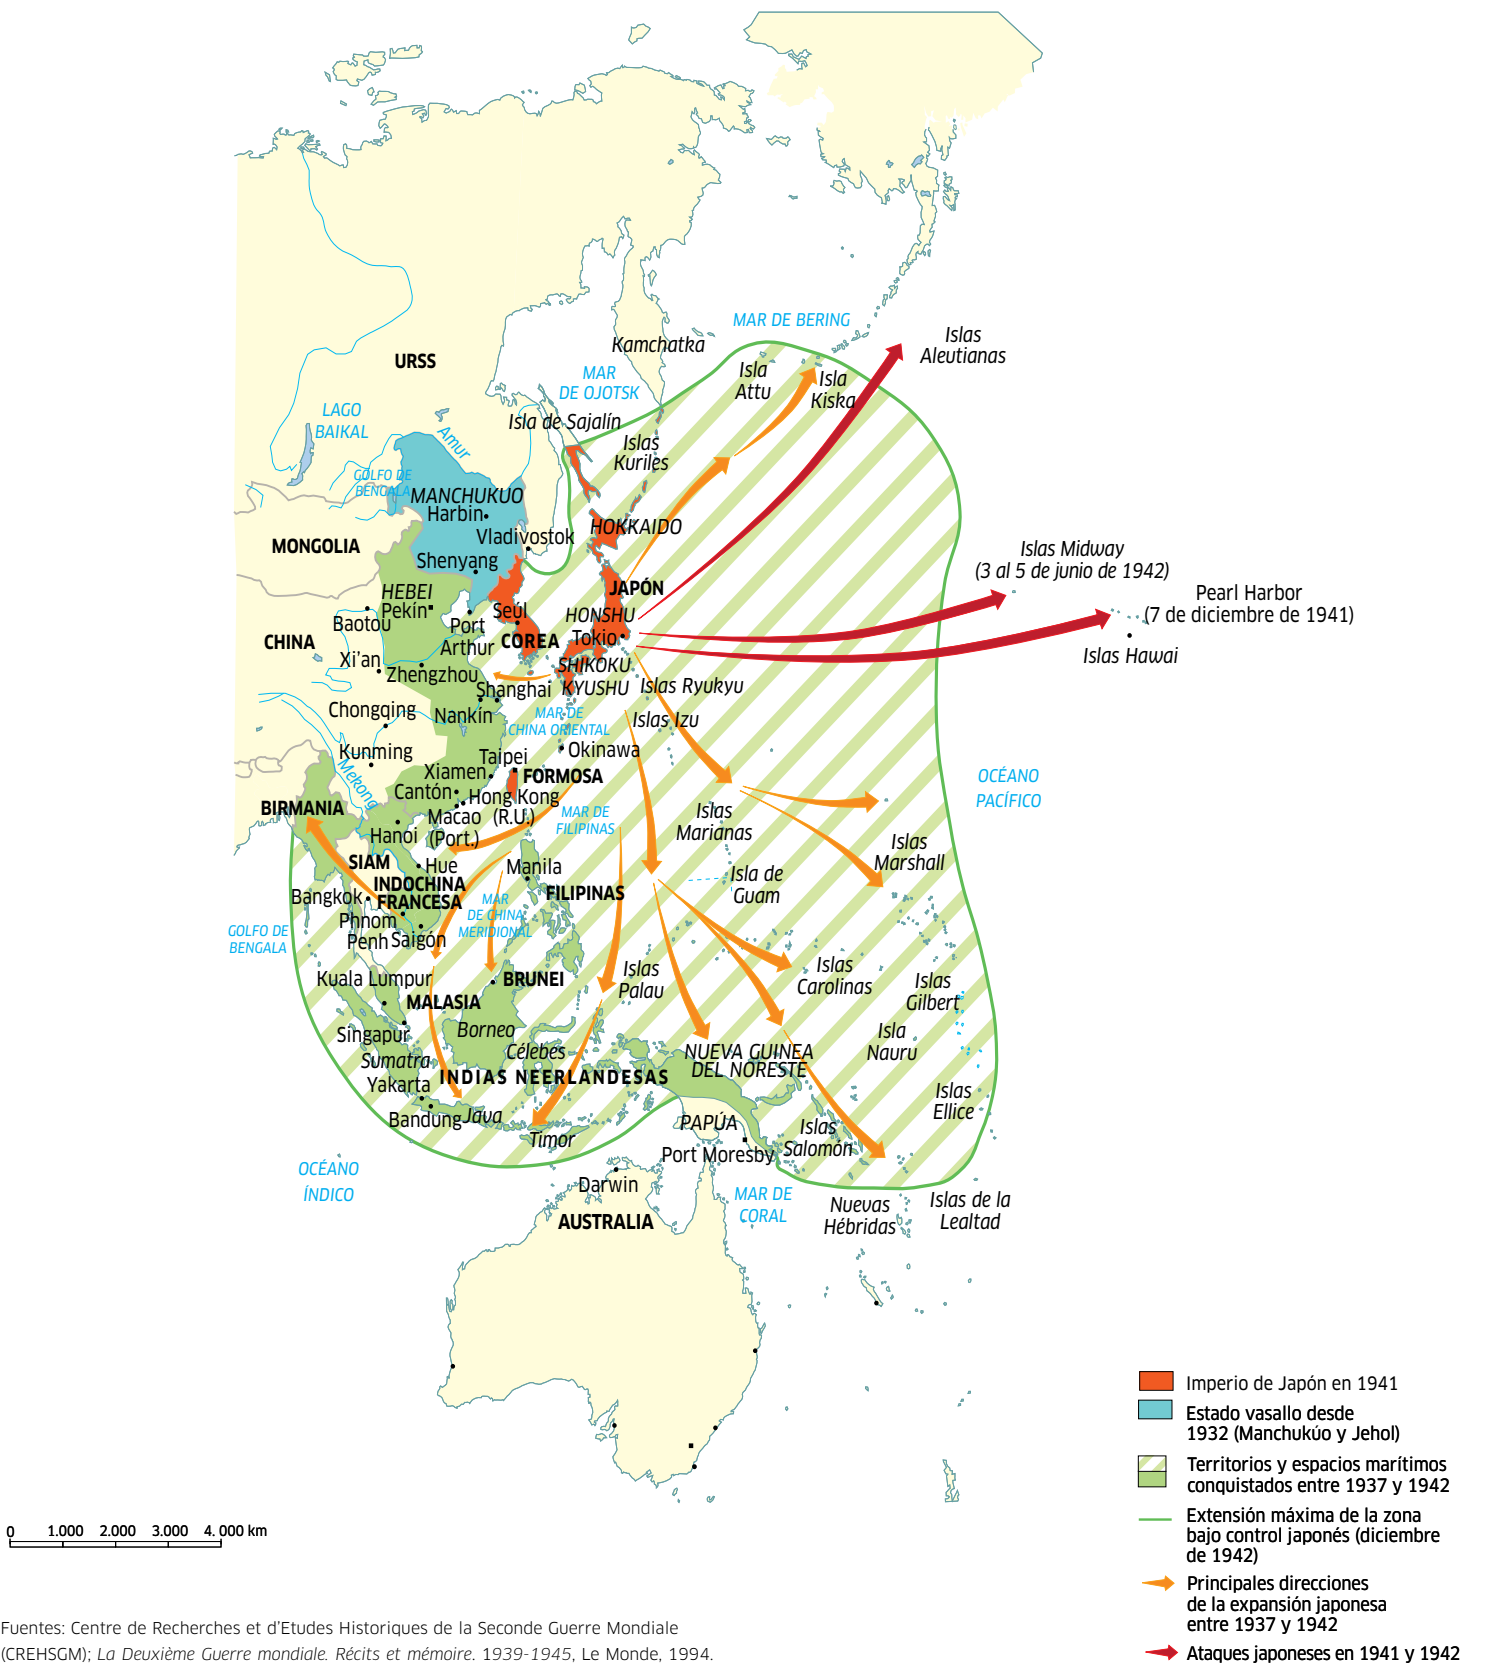 MAR DE BERING
Islas
Aleutianas
Kamchatka
URSS
MAR
DE OJOTSK
Isla
Attu
Isla
Kiska
LAGO
BAIKAL
Amur
Isla de Sajalín
Islas
Kuriles
GOLFO DE
BENGALA
MANCHUKUO
Harbin
HOKKAIDO
Vladivostok
MONGOLIA
Shenyang
Islas Midway
(3 al 5 de junio de 1942)
HEBEI
Pekín
JAPÓN
Pearl Harbor
(7 de diciembre de 1941)
Baotou
Seúl
HONSHU
Port
Arthur
COREA
Tokio
CHINA
Islas Hawai
Xi'an
Zhengzhou
SHIKOKU
KYUSHU
Islas Ryukyu
Shanghai
Chongqing
Nankín
MAR DE
CHINA ORIENTAL
Islas Izu
Kunming
Okinawa
Taipei
Mekong
Xiamen
FORMOSA
OCÉANO
PACÍFICO
Cantón
Hong Kong
(R.U.)
BIRMANIA
Macao
(Port.)
MAR DE
FILIPINAS
Islas
Marianas
Hanoi
Islas
Marshall
SIAM
Hue
Manila
Isla de
Guam
INDOCHINA
FRANCESA
FILIPINAS
Bangkok
MAR
DE CHINA
MERIDIONAL
Phnom
Penh
Saigón
GOLFO DE
BENGALA
Kuala Lumpur
BRUNEI
Islas
Palau
Islas
Carolinas
Islas
Gilbert
MALASIA
Singapur
Borneo
Isla
Nauru
Sumatra
Célebes
NUEVA GUINEA
DEL NORESTE
INDIAS NEERLANDESAS
Yakarta
Islas
Ellice
Bandung
Java
PAPÚA
Islas
Salomón
Timor
Port Moresby
OCÉANO
ÍNDICO
Darwin
MAR DE
CORAL
Nuevas
Hébridas
Islas de la
Lealtad
AUSTRALIA
Imperio de Japón en 1941
Estado vasallo desde
1932 (Manchukúo y Jehol)
Territorios y espacios marítimos
conquistados entre 1937 y 1942
Extensión máxima de la zona
bajo control japonés (diciembre
de 1942)
Principales direcciones
de la expansión japonesa
entre 1937 y 1942
Ataques japoneses en 1941 y 1942
0 1.000 2.000 3.000 4. 000 km
Fuentes: Centre de Recherches et d'Etudes Historiques de la Seconde Guerre Mondiale
(CREHSGM); La Deuxième Guerre mondiale. Récits et mémoire. 1939-1945, Le Monde, 1994.